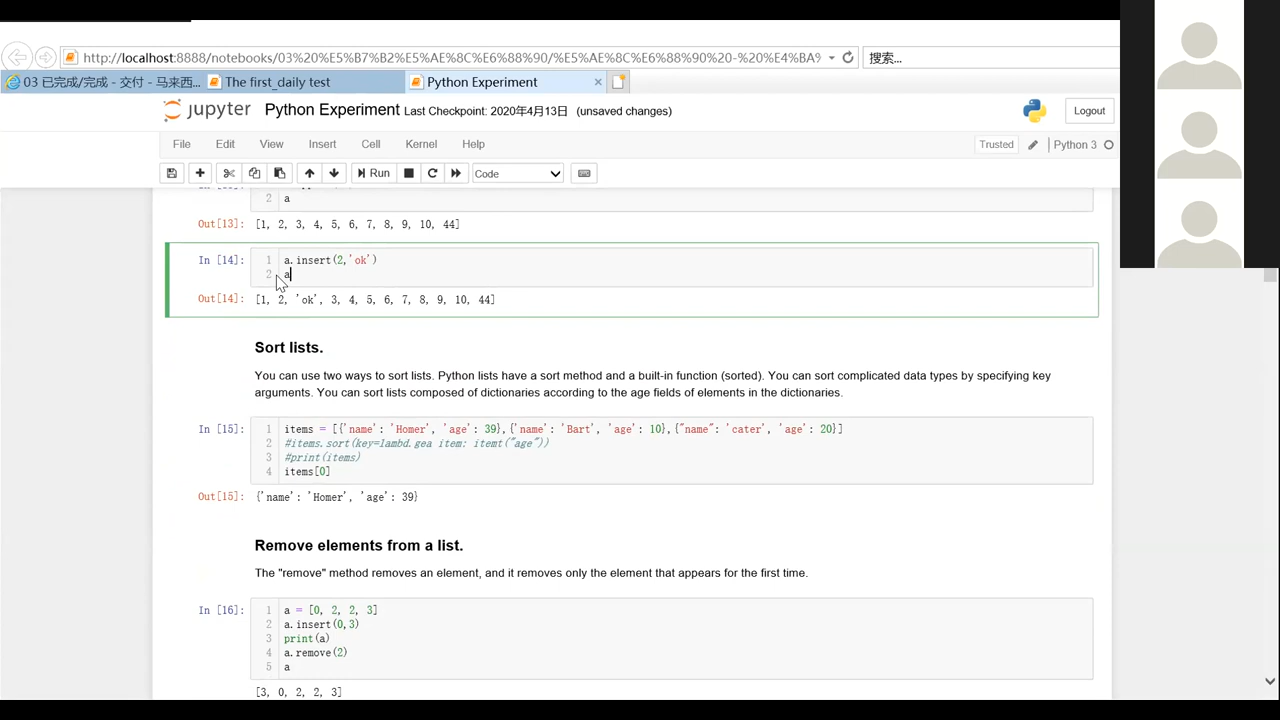 http://localhost:8888/notebooks/03%20%E5%B7%B2%E5%AE%8C%E6%88%90/%E5%AE%8C%E6%88%90%20-%20%E4%BA% 搜索...
03 已完成/完成 - 交付 - 马来西... The first_daily test Python Experiment ×
jupyter Python Experiment Last Checkpoint: 2020年4月13日 (unsaved changes) Logout
File Edit View Insert Cell Kernel Help Trusted Python 3
Run Code
2 a
Out[13]: [1, 2, 3, 4, 5, 6, 7, 8, 9, 10, 44]
In [14]: 1 a.insert(2,'ok')
2 a
Out[14]: [1, 2, 'ok', 3, 4, 5, 6, 7, 8, 9, 10, 44]
Sort lists.
You can use two ways to sort lists. Python lists have a sort method and a built-in function (sorted). You can sort complicated data types by specifying key
arguments. You can sort lists composed of dictionaries according to the age fields of elements in the dictionaries.
In [15]: 1 items = [{'name': 'Homer', 'age': 39},{'name': 'Bart', 'age': 10},{"name": 'cater', 'age': 20}]
2 #items.sort(key=lambd.gea item: itemt("age"))
3 #print(items)
4 items[0]
Out[15]: {'name': 'Homer', 'age': 39}
Remove elements from a list.
The "remove" method removes an element, and it removes only the element that appears for the first time.
In [16]: 1 a = [0, 2, 2, 3]
2 a.insert(0,3)
3 print(a)
4 a.remove(2)
5 a
[3, 0, 2, 2, 3]